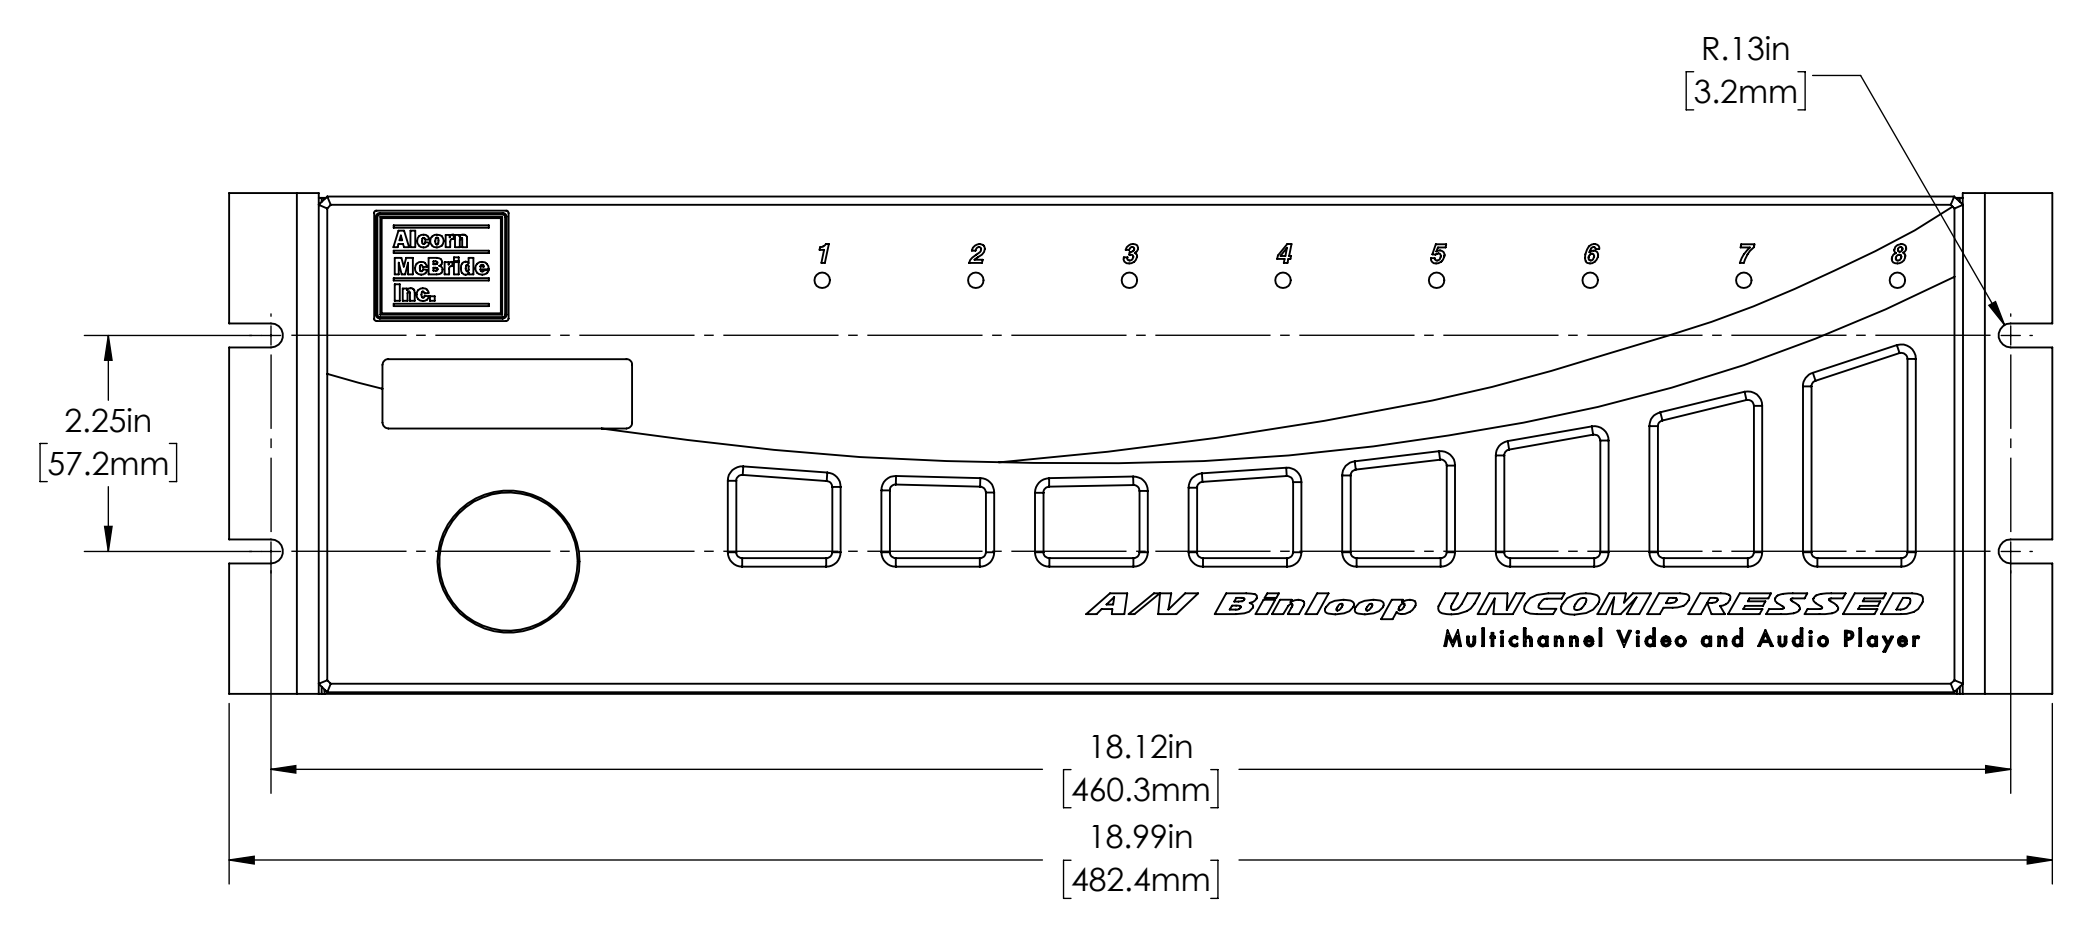 R.13in
[3.2mm]
Alcorn
McBride
Inc.
1 2 3 4 5 6 7 8
2.25in
[57.2mm]
A/V Binloop UNCOMPRESSED
Multichannel Video and Audio Player
18.12in
[460.3mm]
18.99in
[482.4mm]